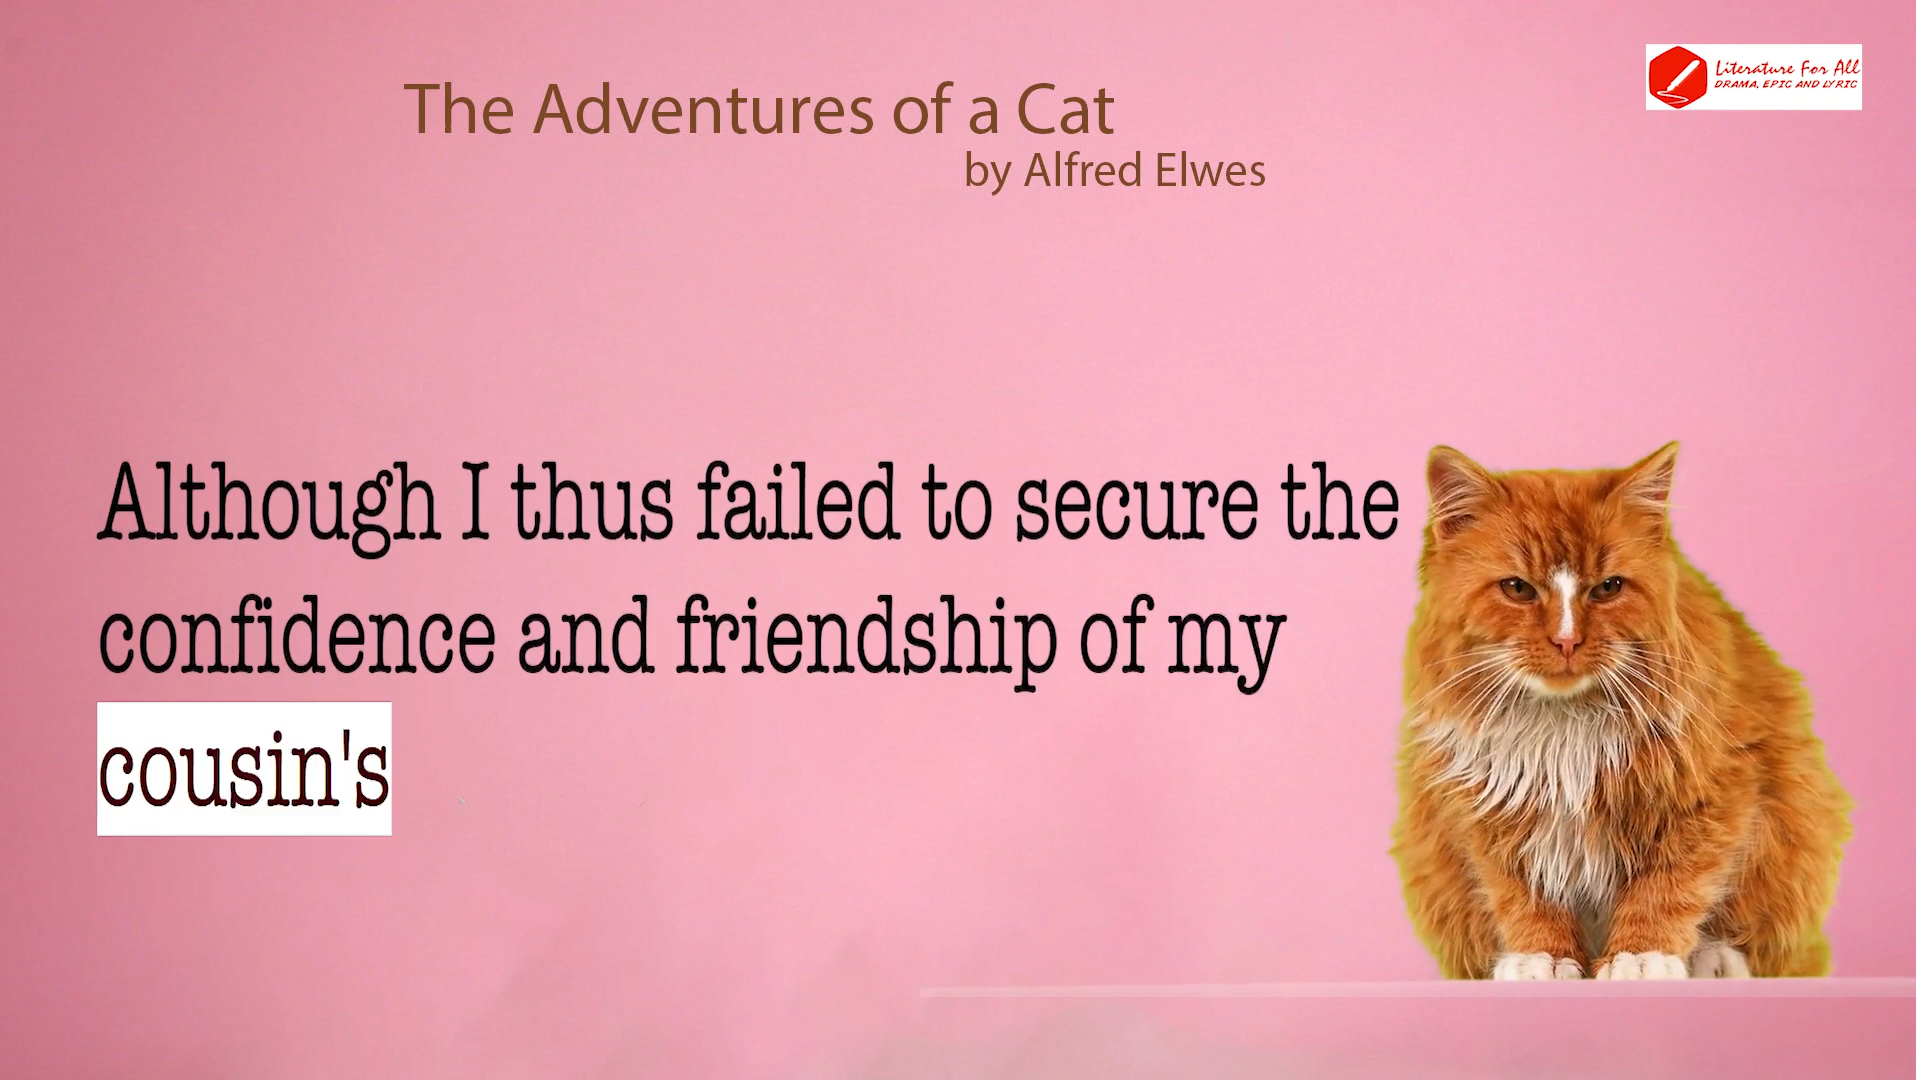 The Adventures of a Cat
by Alfred Elwes
Literature For All
DRAMA, EPIC AND LYRIC
Although I thus failed to secure the
confidence and friendship of my
cousin's